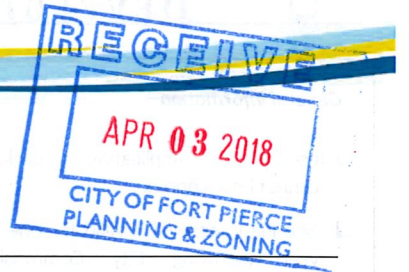 RECEIVE
APR 03 2018
CITY OF FORT PIERCE
PLANNING & ZONING